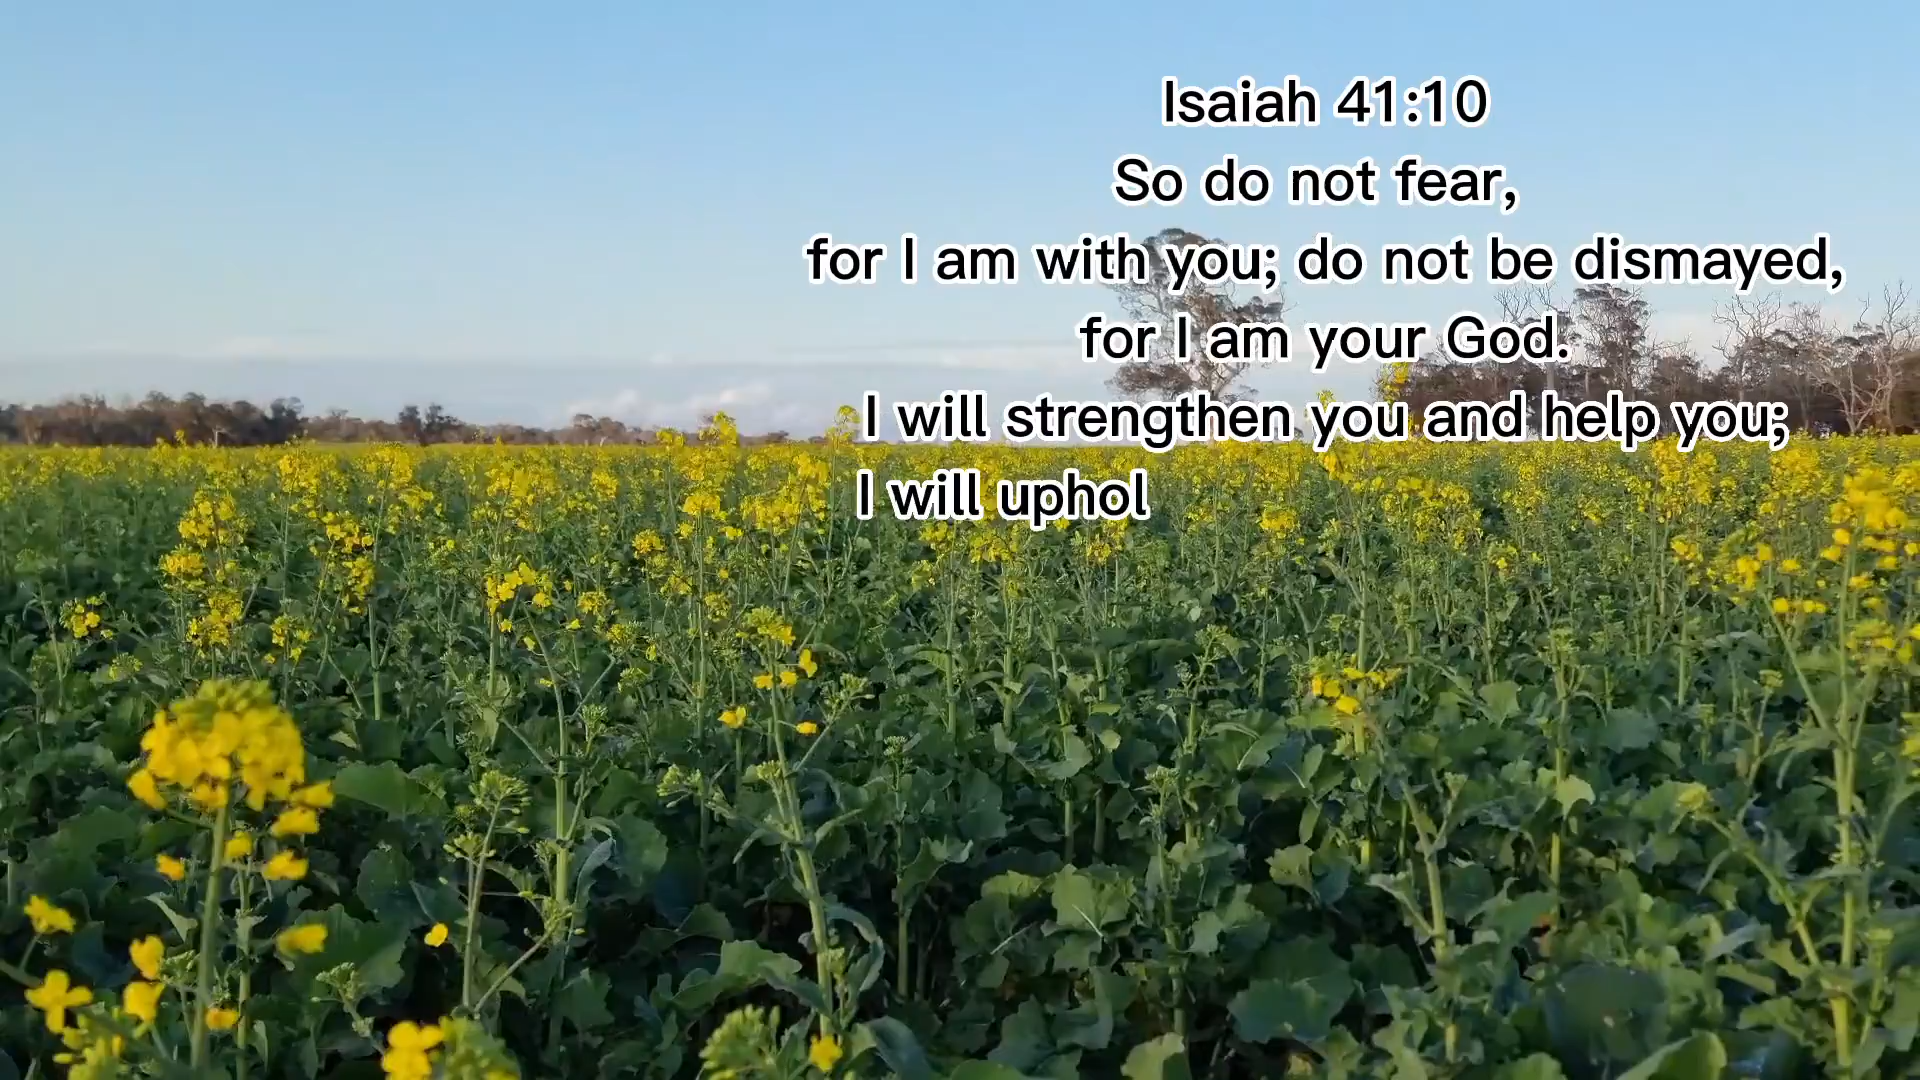 Isaiah 41:10
So do not fear,
for I am with you; do not be dismayed,
for I am your God.
I will strengthen you and help you;
I will uphol